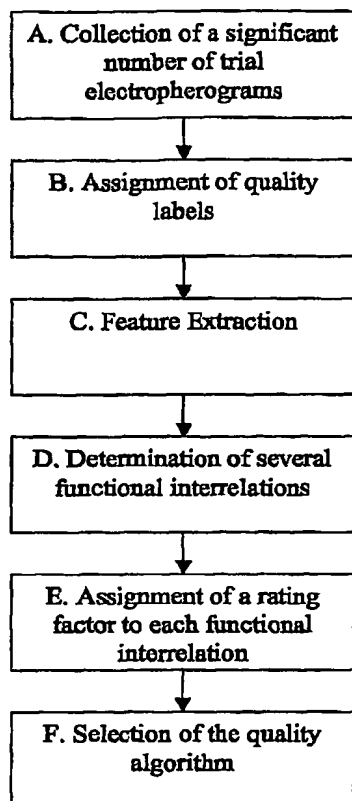 A. Collection of a significant
number of trial
electropherograms
B. Assignment of quality
labels
C. Feature Extraction
D. Determination of several
functional interrelations
E. Assignment of a rating
factor to each functional
interrelation
F. Selection of the quality
algorithm